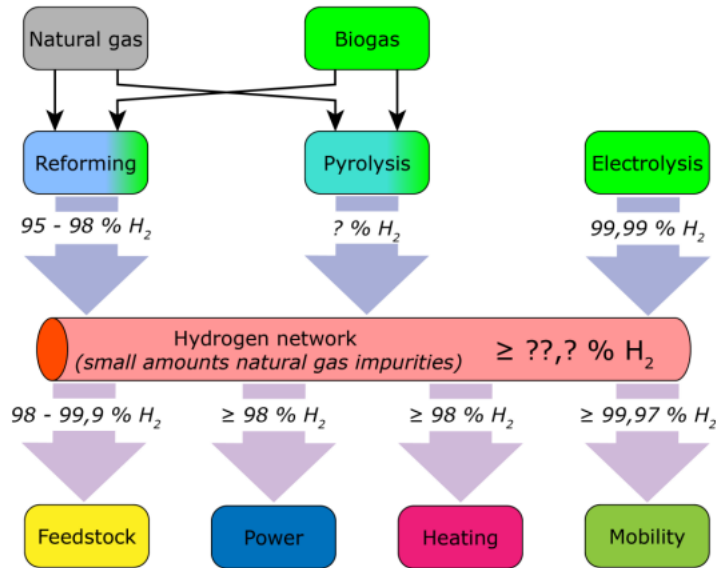 Natural gas
Biogas
Reforming
Pyrolysis
Electrolysis
95 - 98 % H₂
? % H₂
99,99 % H₂
Hydrogen network
(small amounts natural gas impurities)
≥ ??,? % H₂
98 - 99,9 % H₂
≥ 98 % H₂
≥ 98 % H₂
≥ 99,97 % H₂
Feedstock
Power
Heating
Mobility